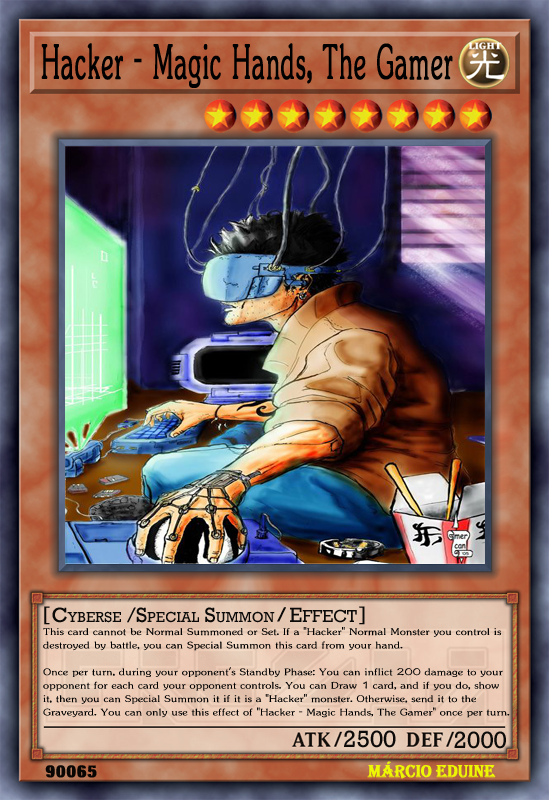 Hacker - Magic Hands, The Gamer
LIGHT
光
[Cyberse /Special Summon / Effect]
This card cannot be Normal Summoned or Set. If a "Hacker" Normal Monster you control is
destroyed by battle, you can Special Summon this card from your hand.
Once per turn, during your opponent's Standby Phase: You can inflict 200 damage to your
opponent for each card your opponent controls. You can Draw 1 card, and if you do, show
it, then you can Special Summon it if it is a "Hacker" monster. Otherwise, send it to the
Graveyard. You can only use this effect of "Hacker - Magic Hands, The Gamer" once per turn.
ATK/2500 DEF/2000
90065
MÁRCIO EDUINE